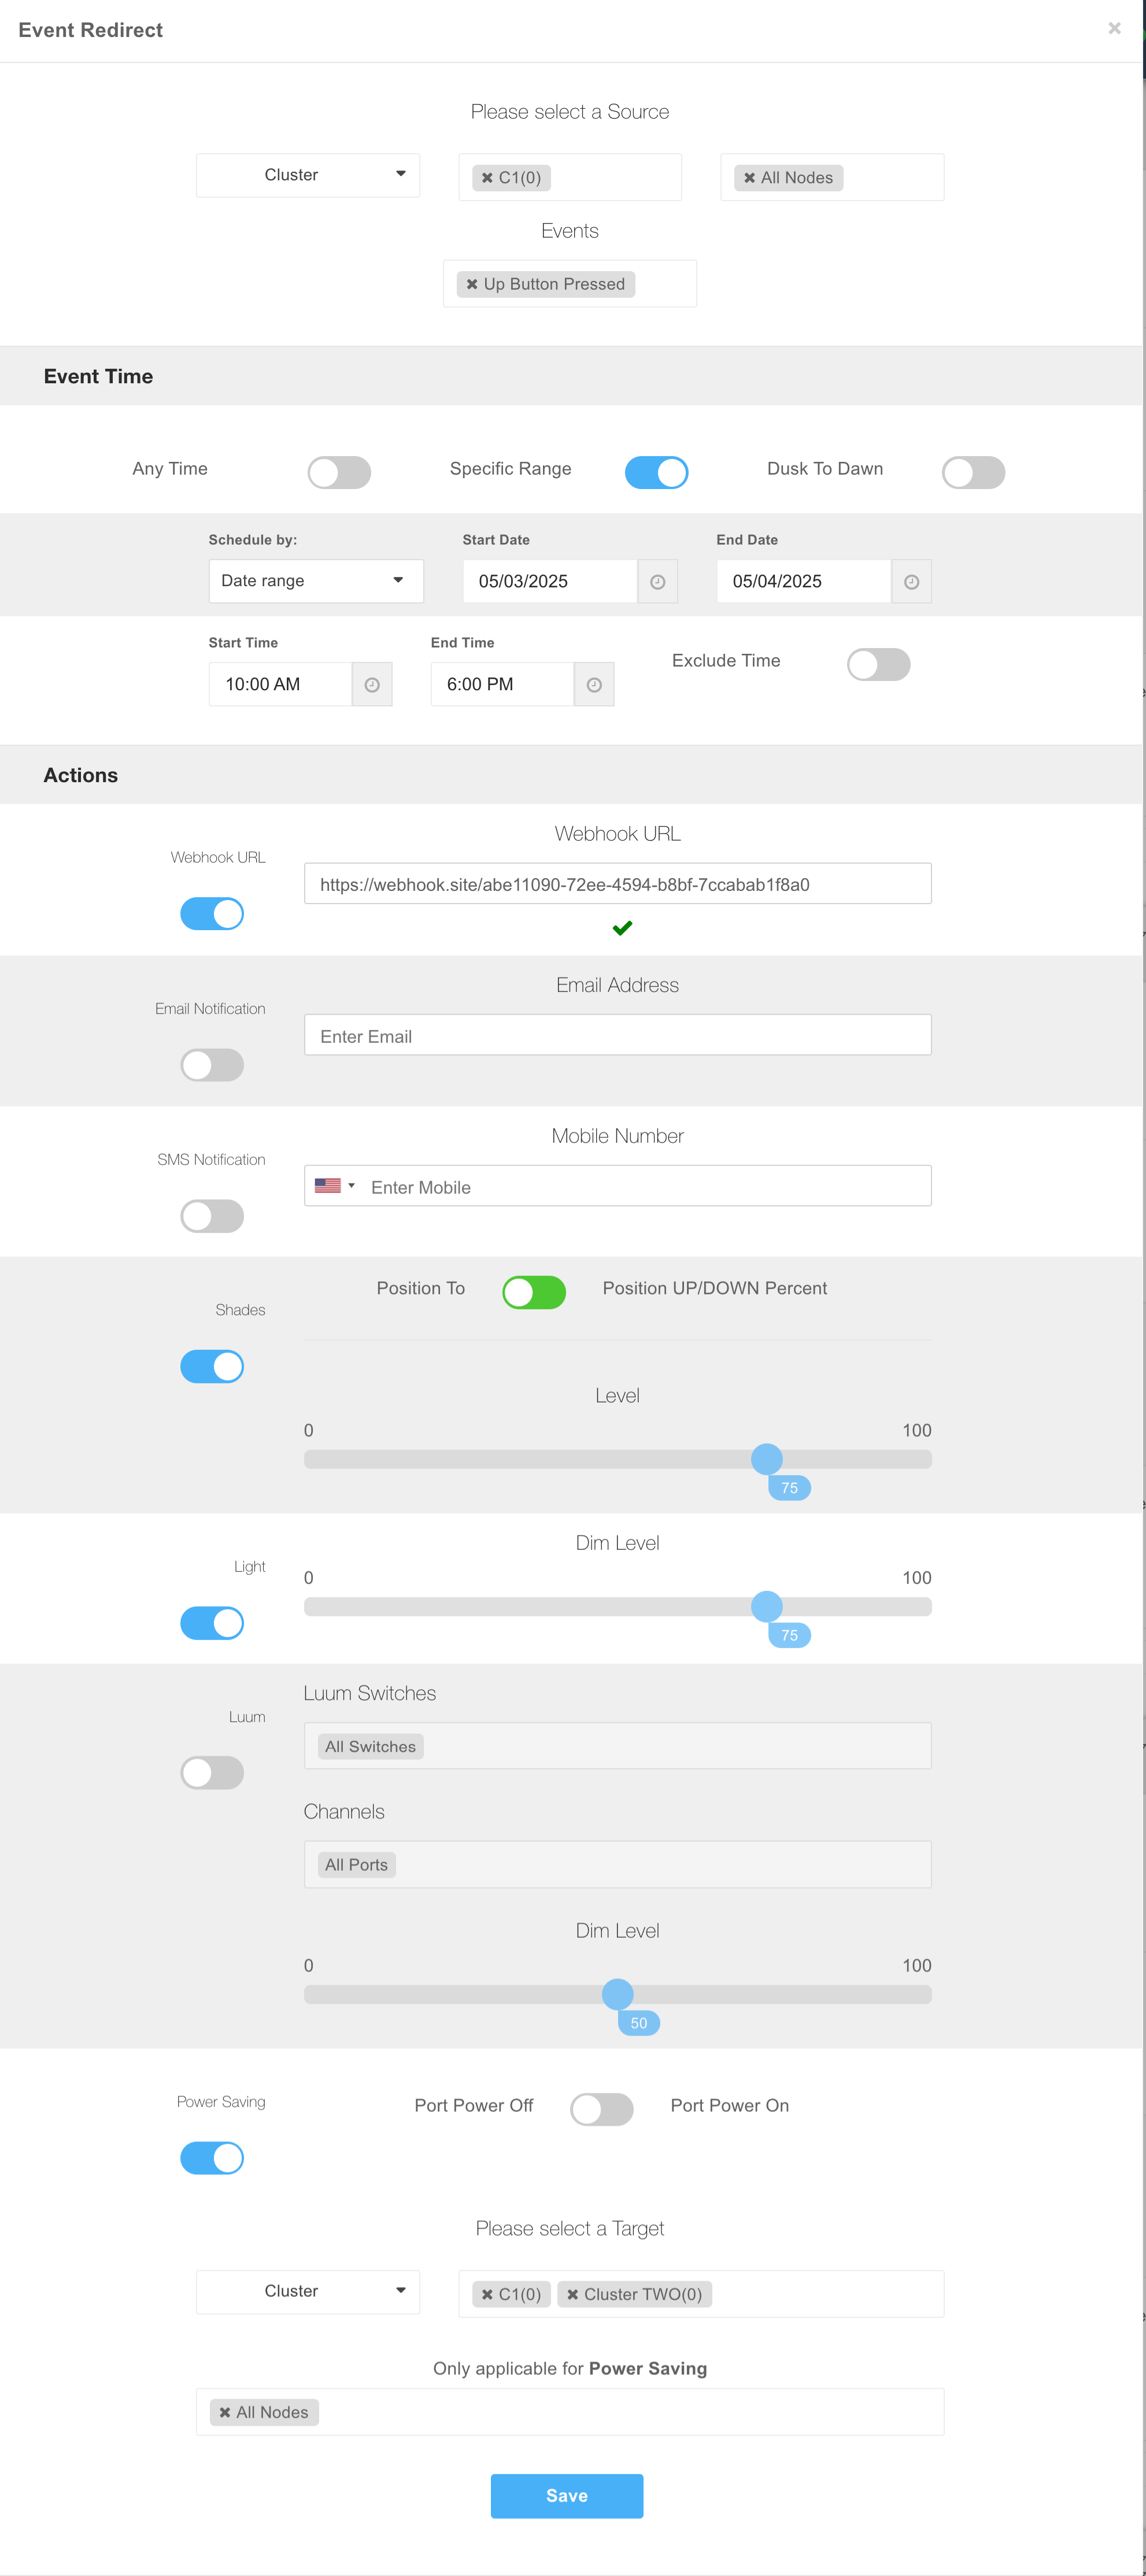 Event Redirect
Please select a Source
Cluster
C1(0)
All Nodes
Events
Up Button Pressed
Event Time
Any Time
Specific Range
Dusk To Dawn
Schedule by:
Start Date
End Date
Date range
05/03/2025
05/04/2025
Start Time
End Time
Exclude Time
10:00 AM
6:00 PM
Actions
Webhook URL
Webhook URL
https://webhook.site/abe11090-72ee-4594-b8bf-7ccabab1f8a0
Email Address
Email Notification
Enter Email
Mobile Number
SMS Notification
Enter Mobile
Position To
Position UP/DOWN Percent
Shades
Level
0
100
75
Dim Level
Light
0
100
75
Luum Switches
Luum
All Switches
Channels
All Ports
Dim Level
0
100
50
Power Saving
Port Power Off
Port Power On
Please select a Target
Cluster
C1(0)
Cluster TWO(0)
Only applicable for Power Saving
All Nodes
Save